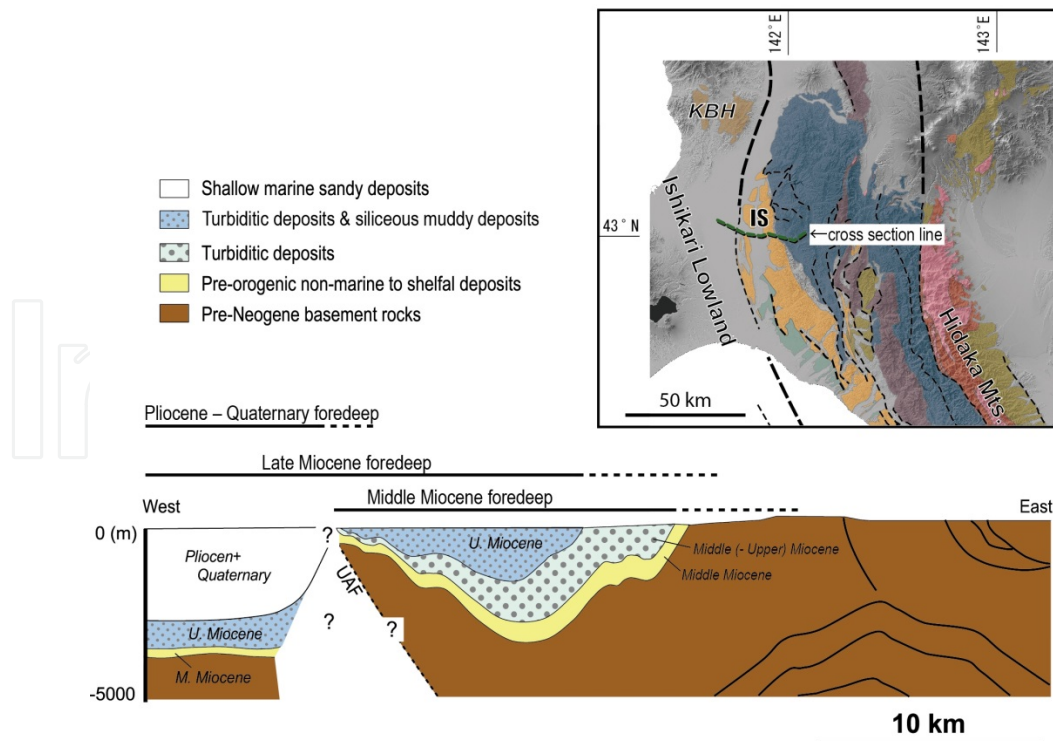 142°E
143°E
KBH
Ishikari Lowland
IS
43°N
←cross section line
Hidaka Mts.
50 km
Shallow marine sandy deposits
Turbiditic deposits & siliceous muddy deposits
Turbiditic deposits
Pre-orogenic non-marine to shelfal deposits
Pre-Neogene basement rocks
Pliocene – Quaternary foredeep
Late Miocene foredeep
Middle Miocene foredeep
West
East
0 (m)
?
Pliocen+
Quaternary
U. Miocene
Middle (- Upper) Miocene
Middle Miocene
UAF
U. Miocene
?
?
M. Miocene
-5000
10 km